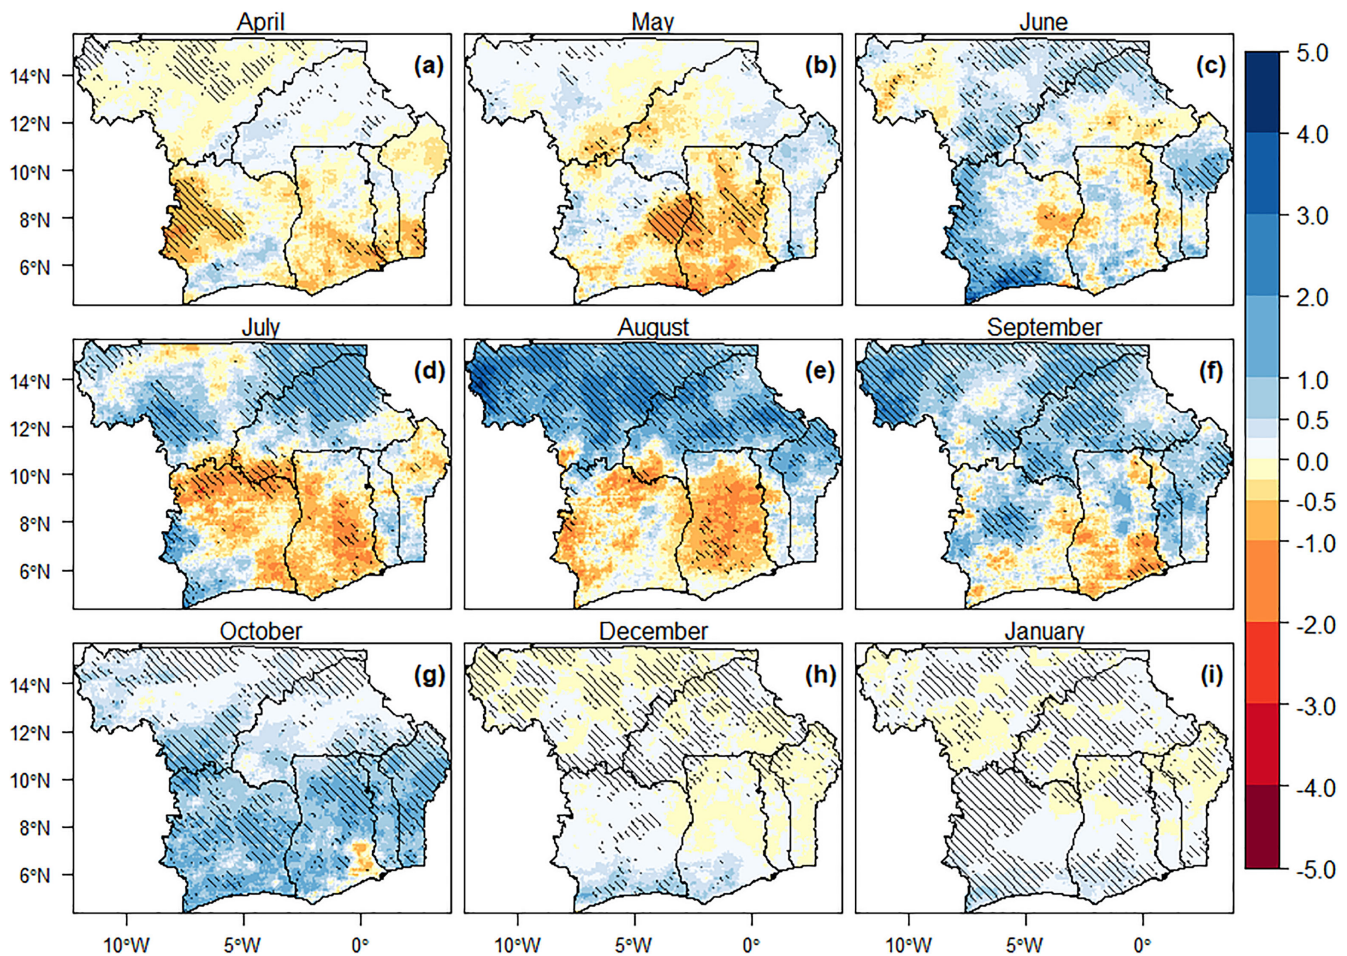 April May June
(a) (b) (c)
14°N
12°N
10°N
8°N
6°N
July August September
(d) (e) (f)
14°N
12°N
10°N
8°N
6°N
October December January
(g) (h) (i)
14°N
12°N
10°N
8°N
6°N
10°W 5°W 0° 10°W 5°W 0° 10°W 5°W 0°
5.0
4.0
3.0
2.0
1.0
0.5
0.0
-0.5
-1.0
-2.0
-3.0
-4.0
-5.0